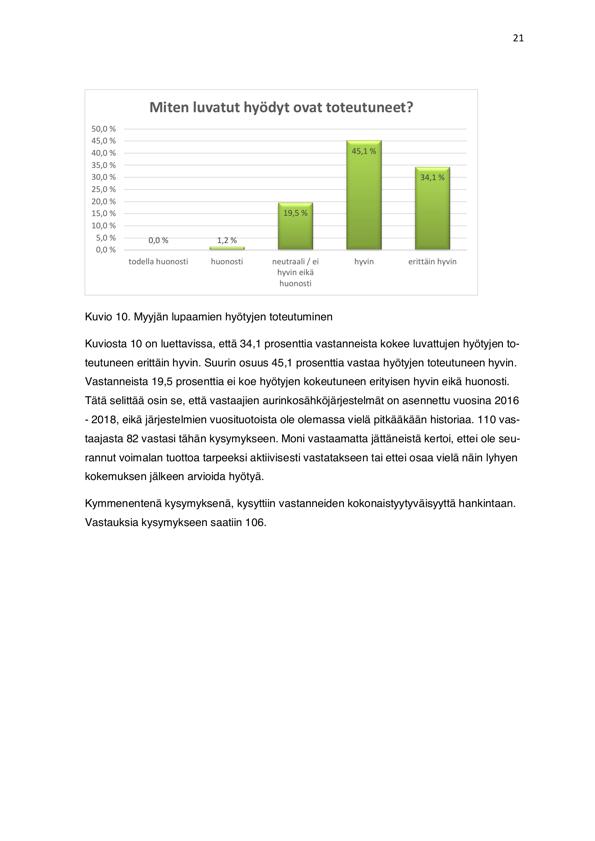 21
Miten luvatut hyödyt ovat toteutuneet?
50,0 %
45,0 %
40,0 %
35,0 %
30,0 %
25,0 %
20,0 %
15,0 %
10,0 %
5,0 %
0,0 %
0,0 %
1,2 %
19,5 %
45,1 %
34,1 %
todella huonosti
huonosti
neutraali / ei
hyvin eikä
huonosti
hyvin
erittäin hyvin
Kuvio 10. Myyjän lupaamien hyötyjen toteutuminen
Kuviosta 10 on luettavissa, että 34,1 prosenttia vastanneista kokee luvattujen hyötyjen to-
teutuneen erittäin hyvin. Suurin osuus 45,1 prosenttia vastaa hyötyjen toteutuneen hyvin.
Vastanneista 19,5 prosenttia ei koe hyötyjen kokeutuneen erityisen hyvin eikä huonosti.
Tätä selittää osin se, että vastaajien aurinkosähköjärjestelmät on asennettu vuosina 2016
- 2018, eikä järjestelmien vuosituotoista ole olemassa vielä pitkääkään historiaa. 110 vas-
taajasta 82 vastasi tähän kysymykseen. Moni vastaamatta jättäneistä kertoi, ettei ole seu-
rannut voimalan tuottoa tarpeeksi aktiivisesti vastatakseen tai ettei osaa vielä näin lyhyen
kokemuksen jälkeen arvioida hyötyä.
Kymmenentenä kysymyksenä, kysyttiin vastanneiden kokonaistyytyväisyyttä hankintaan.
Vastauksia kysymykseen saatiin 106.